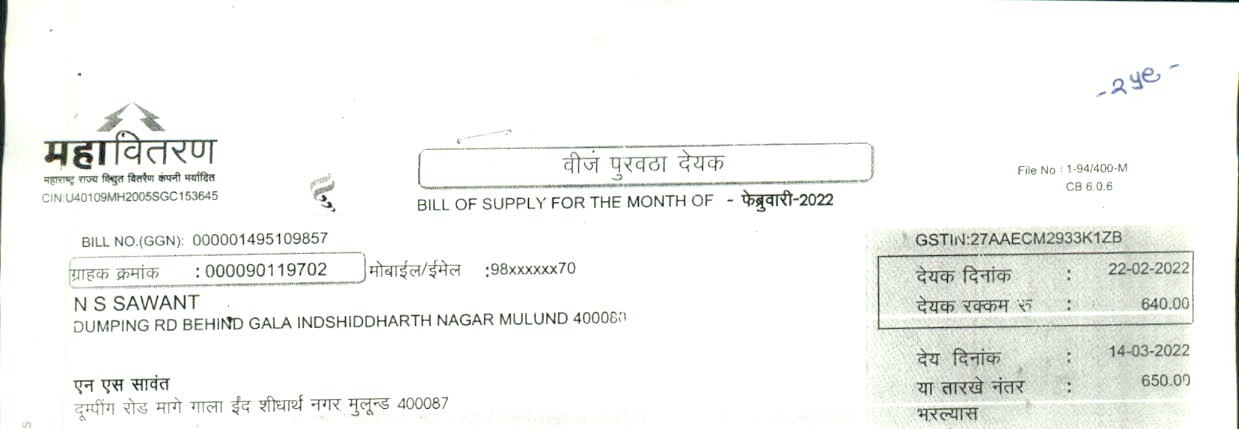 महावितरण
महाराष्ट्र राज्य विद्युत वितरण कंपनी मर्यादित
CIN:U40109MH2005SGC153645
वीज पुरवठा देयक
BILL OF SUPPLY FOR THE MONTH OF - फेब्रुवारी-2022
File No : 1-94/400-M
CB 6.0.6
BILL NO.(GGN): 000001495109857
GSTIN:27AAECM2933K1ZB
ग्राहक क्रमांक :000090119702 मोबाईल/ईमेल :98xxxxxx70
देयक दिनांक : 22-02-2022
देयक रक्कम रु : 640.00
N S SAWANT
DUMPING RD BEHIND GALA INDSHIDDHARTH NAGAR MULUND 400080
देय दिनांक : 14-03-2022
या तारखे नंतर : 650.00
भरल्यास
एन एस सावंत
दूम्पींग रोड मागे गाला ईंद शीधार्थ नगर मुलून्ड 400087